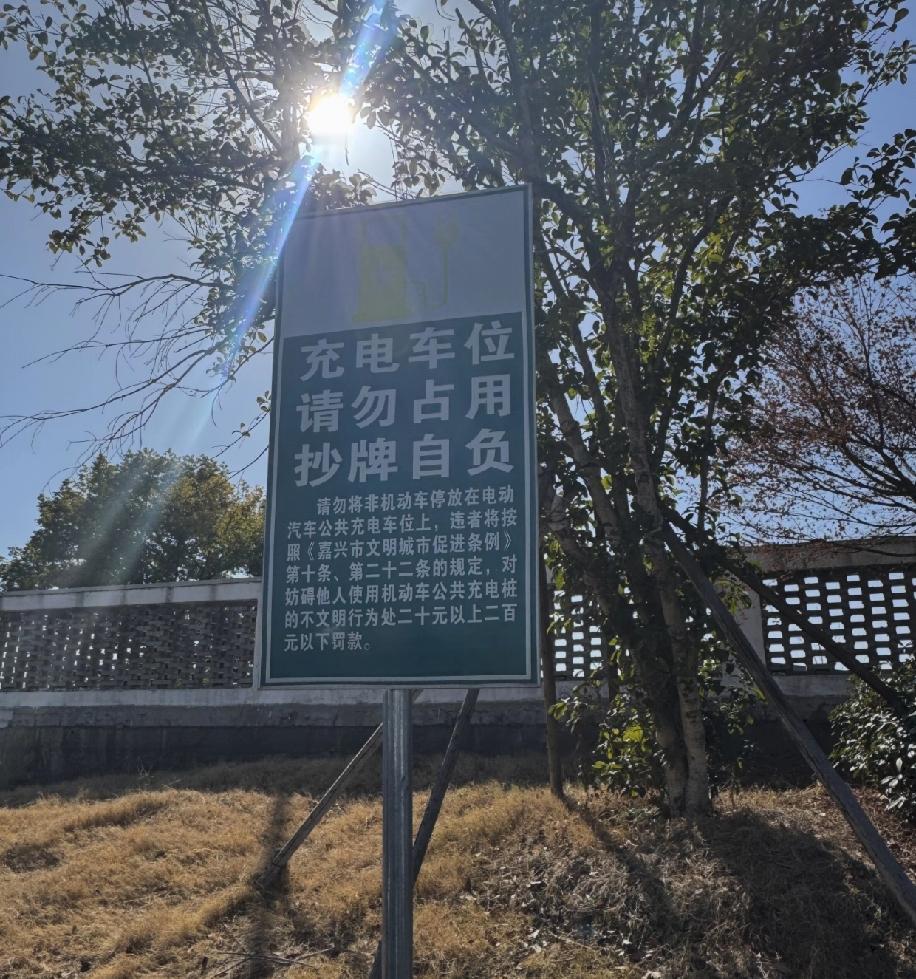 充电车位
请勿占用
抄牌自负
请勿将非机动车停放在电动
汽车公共充电车位上，违者将按
照《嘉兴市文明城市促进条例》
第十条、第二十二条的规定，对
妨碍他人使用机动车公共充电桩
的不文明行为处二十元以上二百
元以下罚款。